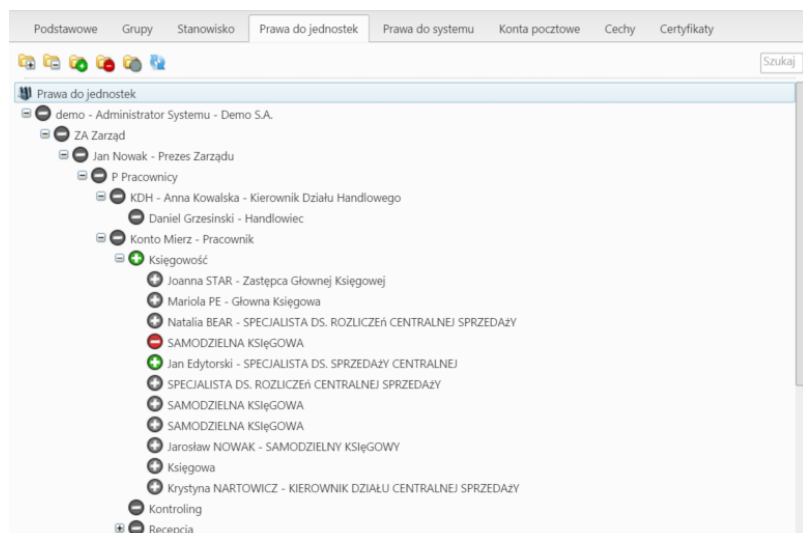 Podstawowe Grupy Stanowisko Prawa do jednostek Prawa do systemu Konta pocztowe Cechy Certyfikaty
Szukaj
Prawa do jednostek
demo - Administrator Systemu - Demo S.A.
ZA Zarząd
Jan Nowak - Prezes Zarządu
P Pracownicy
KDH - Anna Kowalska - Kierownik Działu Handlowego
Daniel Grzesinski - Handlowiec
Konto Mierz - Pracownik
Księgowość
Joanna STAR - Zastępca Głownej Księgowej
Mariola PE - Głowna Księgowa
Natalia BEAR - SPECJALISTA DS. ROZLICZEń CENTRALNEJ SPRZEDAżY
SAMODZIELNA KSIęGOWA
Jan Edytorski - SPECJALISTA DS. SPRZEDAżY CENTRALNEJ
SPECJALISTA DS. ROZLICZEń CENTRALNEJ SPRZEDAżY
SAMODZIELNA KSIęGOWA
SAMODZIELNA KSIęGOWA
Jarosław NOWAK - SAMODZIELNY KSIęGOWY
Księgowa
Krystyna NARTOWICZ - KIEROWNIK DZIAŁU CENTRALNEJ SPRZEDAżY
Kontroling
Recepcja